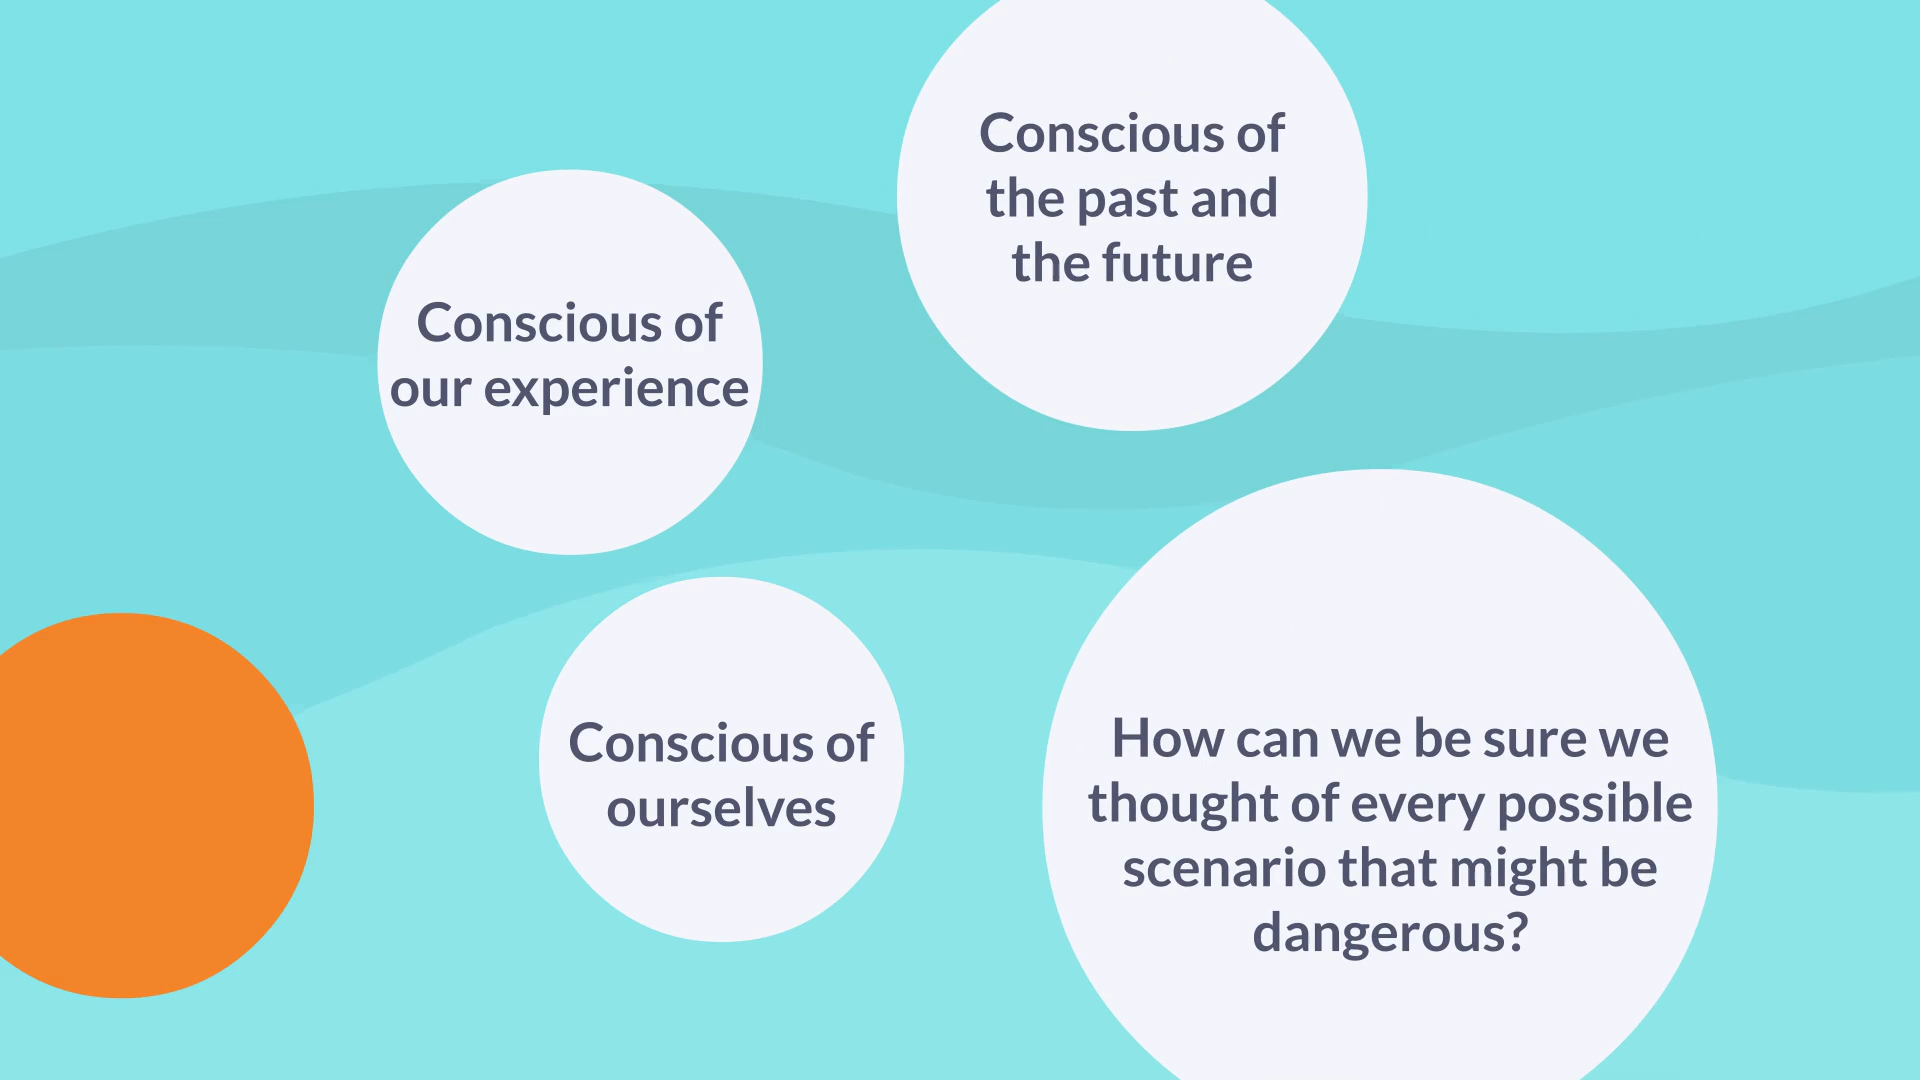 Conscious of
the past and
the future
Conscious of
our experience
Conscious of
ourselves
How can we be sure we
thought of every possible
scenario that might be
dangerous?